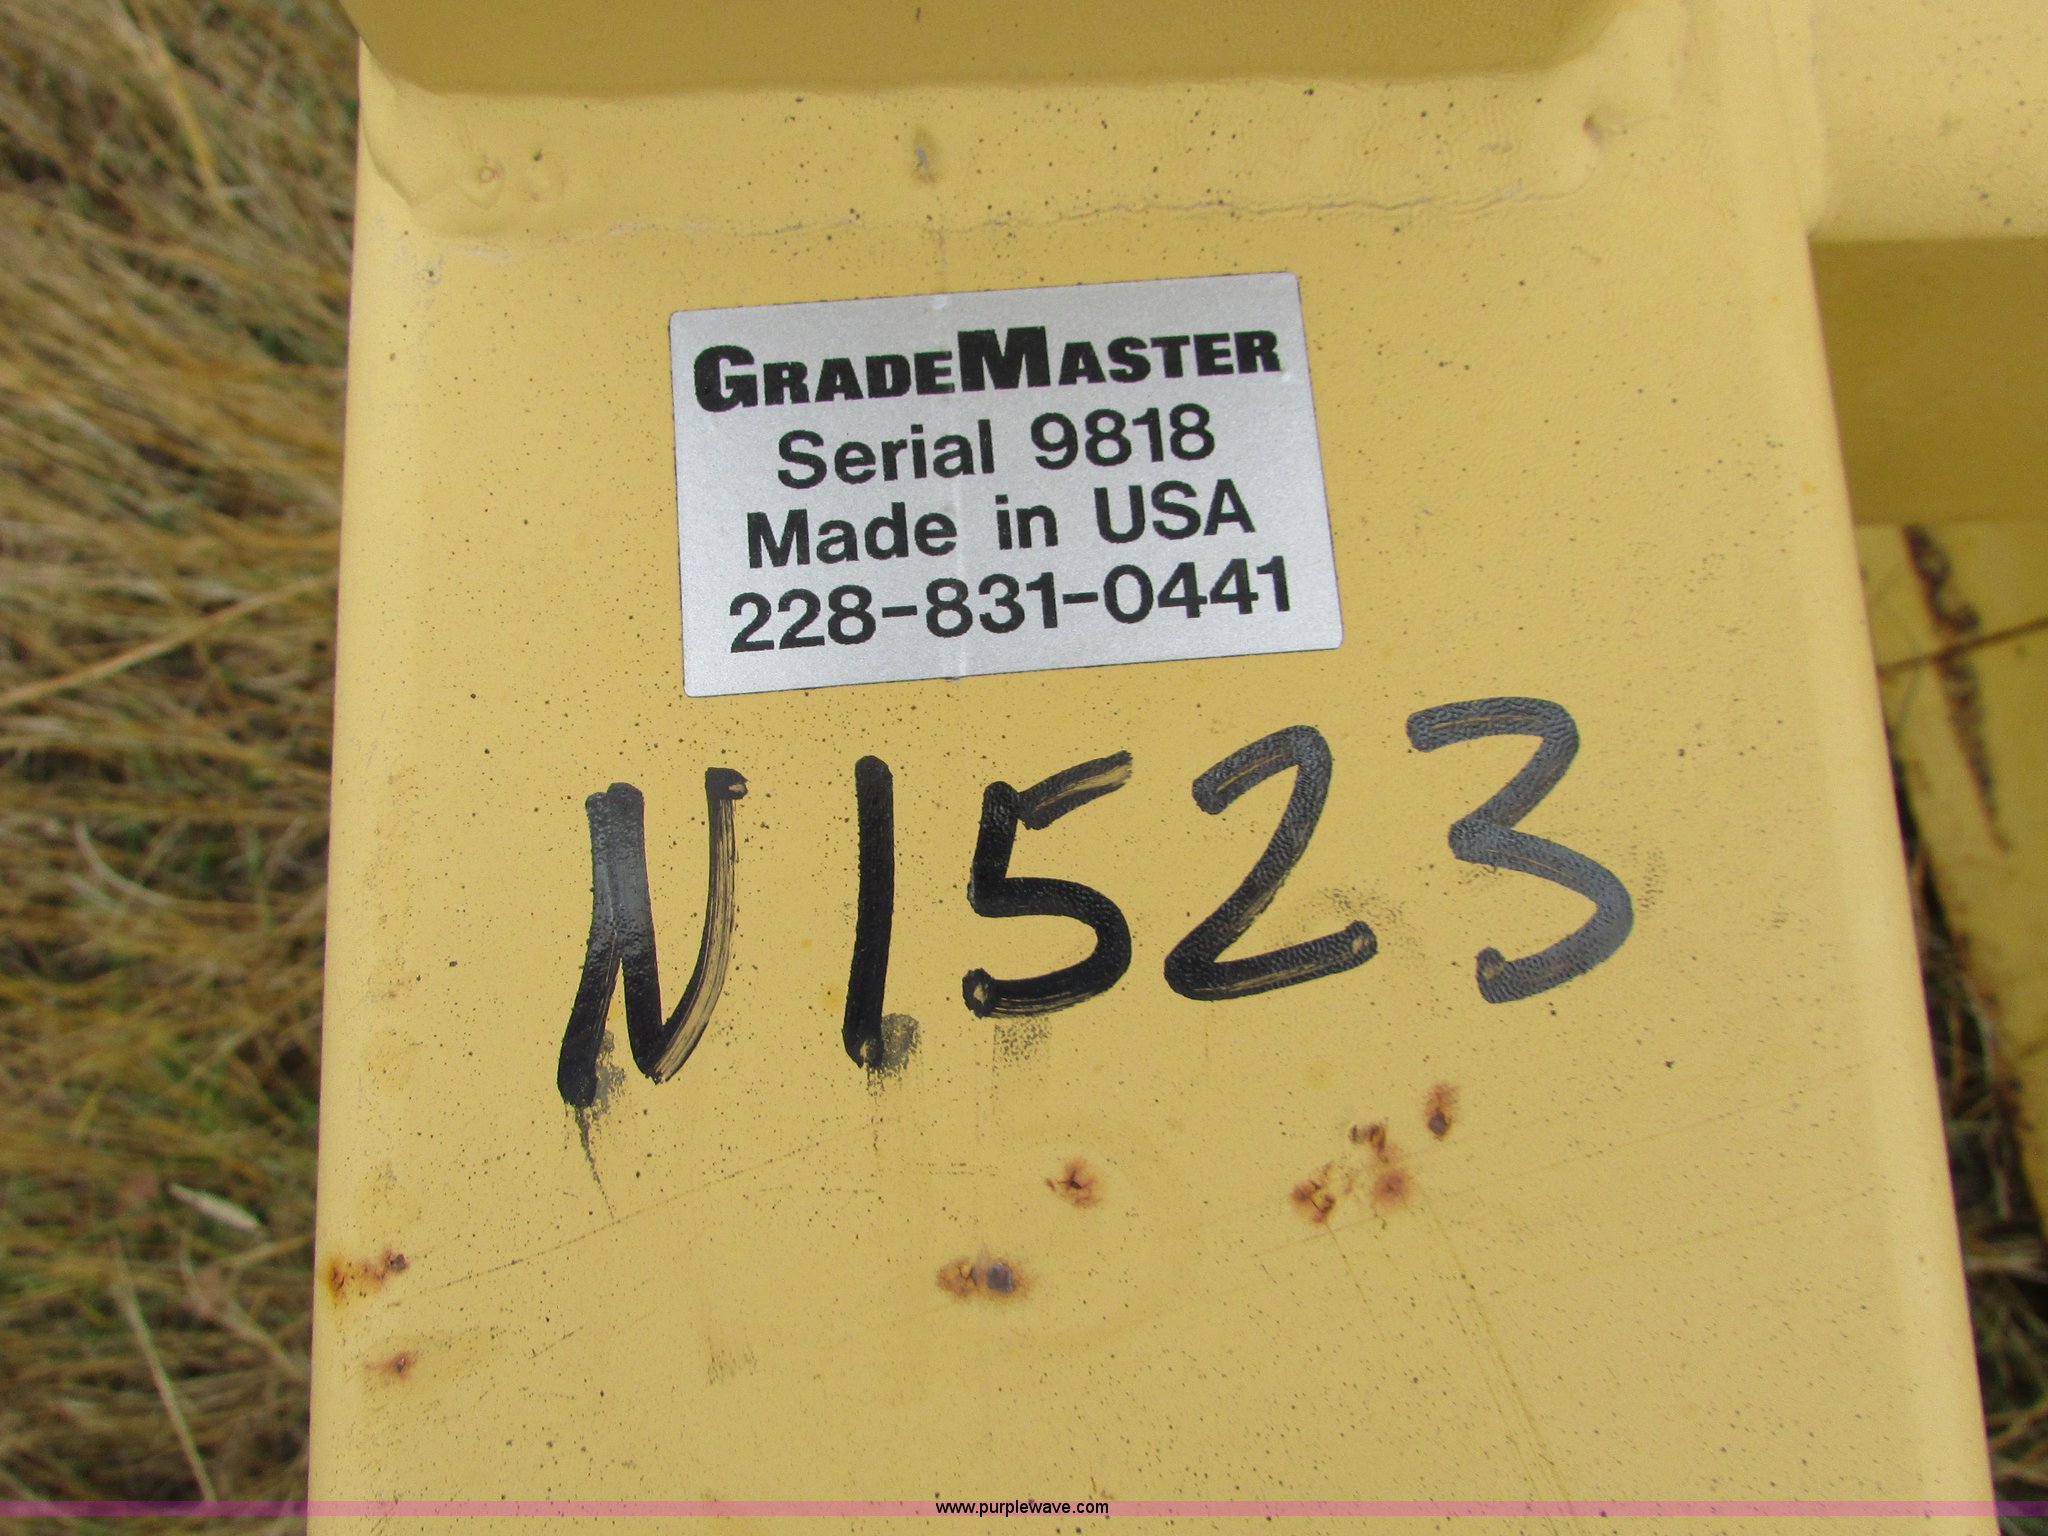 GRADEMASTER
Serial 9818
Made in USA
228-831-0441
N1523
www.purplewave.com